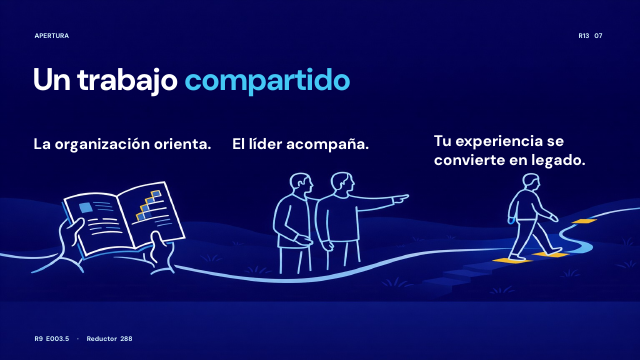 APERTURA
R13 07
Un trabajo compartido
La organización orienta.
El líder acompaña.
Tu experiencia se
convierte en legado.
R9 E003.5 · Reductor 288